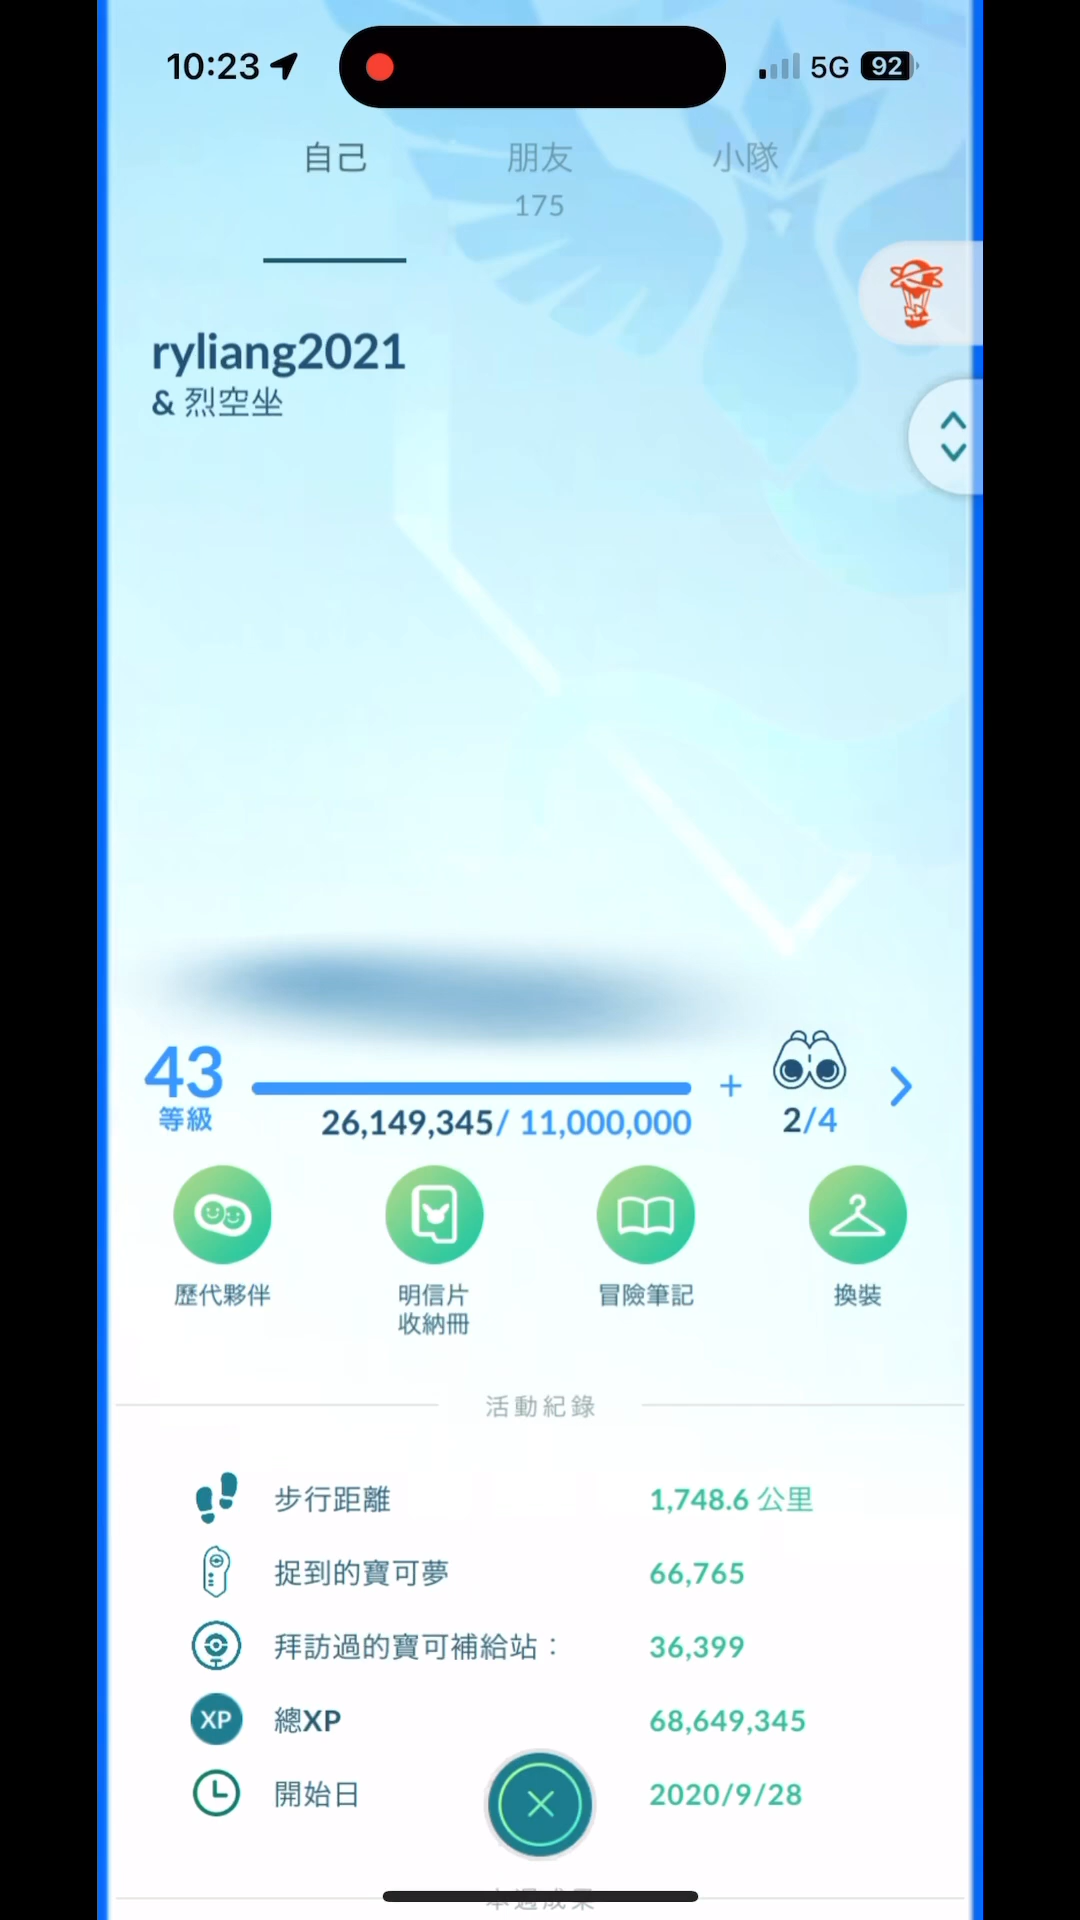 10:23
5G 92
自己 朋友 小隊
175
ryliang2021
& 烈空坐
43
等級
26,149,345/ 11,000,000
+
2/4
歷代夥伴
明信片
收納冊
冒險筆記
換裝
活動紀錄
步行距離 1,748.6 公里
捉到的寶可夢 66,765
拜訪過的寶可補給站： 36,399
XP 總XP 68,649,345
開始日 2020/9/28
本週成果